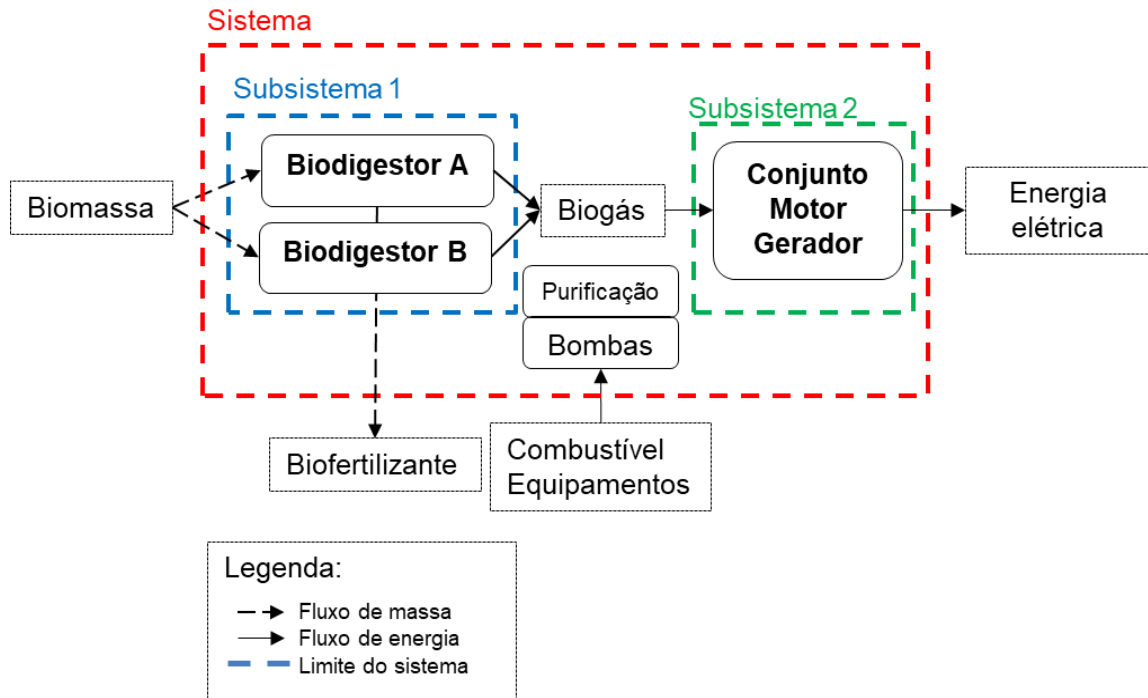 Sistema
Subsistema 1
Subsistema 2
Biodigestor A
Biodigestor B
Biomassa
Biogás
Conjunto
Motor
Gerador
Energia
elétrica
Purificação
Bombas
Biofertilizante
Combustível
Equipamentos
Legenda:
Fluxo de massa
Fluxo de energia
Limite do sistema